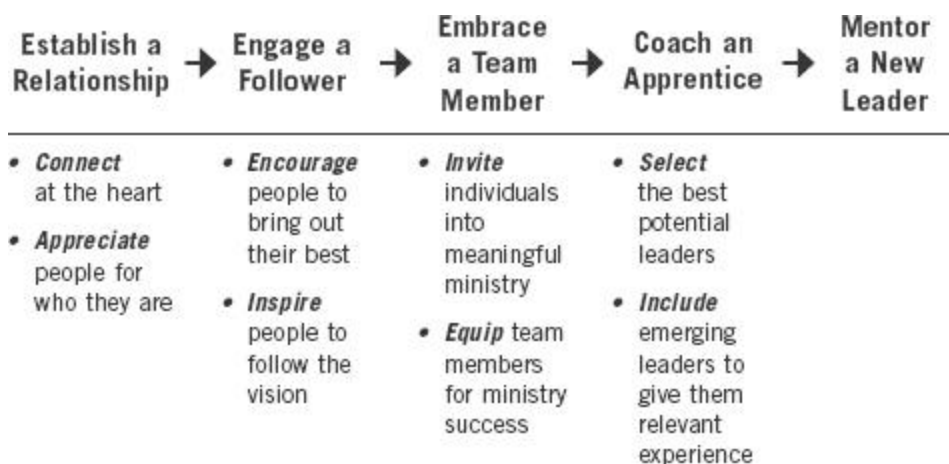 Establish a
Relationship
Engage a
Follower
Embrace
a Team
Member
Coach an
Apprentice
Mentor
a New
Leader
• Connect
at the heart
• Appreciate
people for
who they are
• Encourage
people to
bring out
their best
• Inspire
people to
follow the
vision
• Invite
individuals
into
meaningful
ministry
• Equip team
members
for ministry
success
• Select
the best
potential
leaders
• Include
emerging
leaders to
give them
relevant
experience